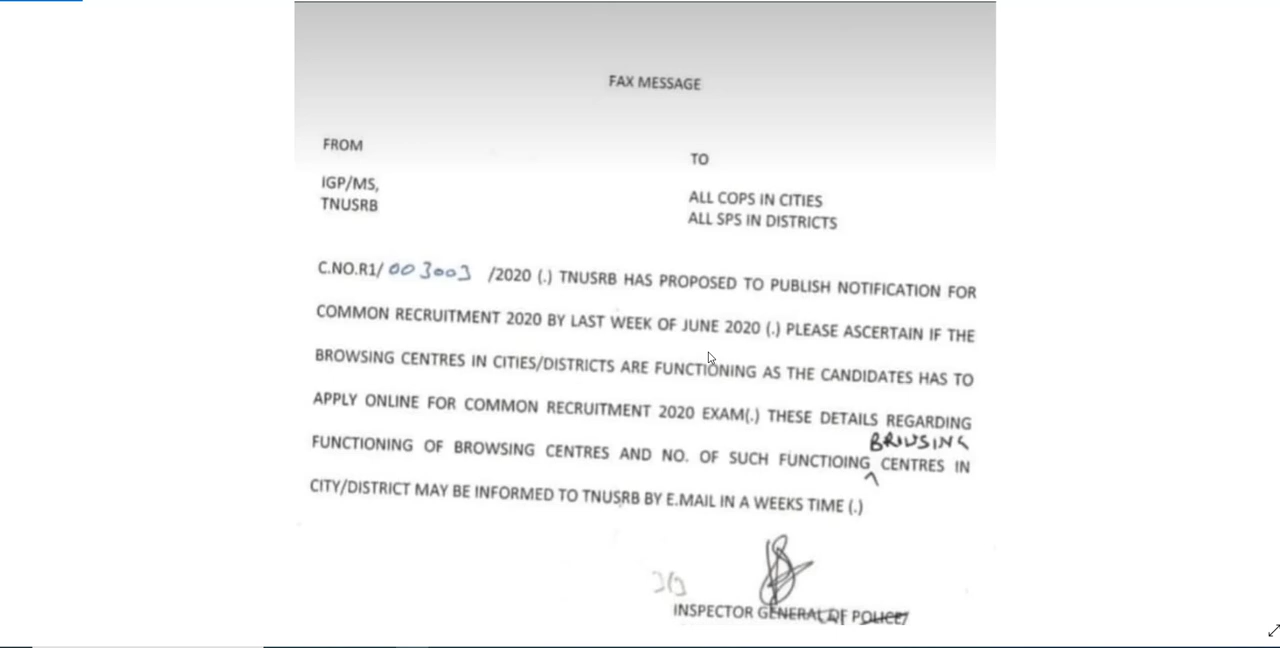 FAX MESSAGE
FROM
IGP/MS,
TNUSRB
TO
ALL COPS IN CITIES
ALL SPS IN DISTRICTS
C.NO.R1/ 003003 /2020 (.) TNUSRB HAS PROPOSED TO PUBLISH NOTIFICATION FOR
COMMON RECRUITMENT 2020 BY LAST WEEK OF JUNE 2020 (.) PLEASE ASCERTAIN IF THE
BROWSING CENTRES IN CITIES/DISTRICTS ARE FUNCTIONING AS THE CANDIDATES HAS TO
APPLY ONLINE FOR COMMON RECRUITMENT 2020 EXAM(.) THESE DETAILS REGARDING
BROWSING
FUNCTIONING OF BROWSING CENTRES AND NO. OF SUCH FUNCTIOING CENTRES IN
CITY/DISTRICT MAY BE INFORMED TO TNUSRB BY E.MAIL IN A WEEKS TIME (.)
INSPECTOR GENERAL OF POLICE